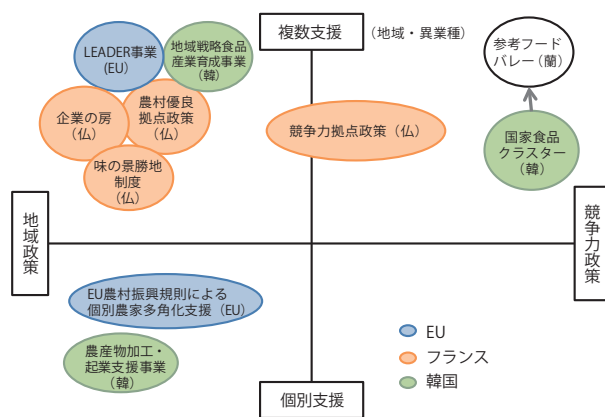 複数支援
(地域・異業種)
LEADER事業
(EU)
地域戦略食品
産業育成事業
(韓)
参考フード
バレー(蘭)
企業の房
(仏)
農村優良
拠点政策
(仏)
競争力拠点政策(仏)
国家食品
クラスター
(韓)
味の景勝地
制度
(仏)
地域政策
競争力政策
EU農村振興規則による
個別農家多角化支援(EU)
農産物加工・
起業支援事業
(韓)
個別支援
EU
フランス
韓国